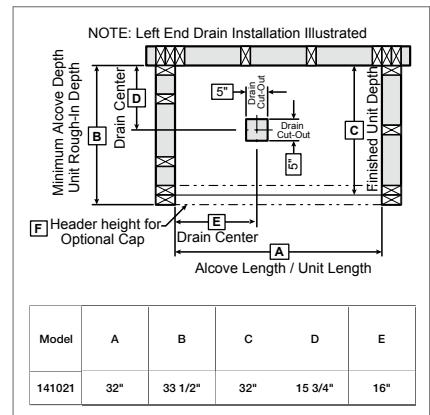 NOTE: Left End Drain Installation Illustrated
Minimum Alcove Depth
Unit Rough-In Depth
B
Drain Center
D
5"
Drain
Cut-Out
Drain
Cut-Out
5"
C
Finished Unit Depth
F Header height for
Optional Cap
E
Drain Center
A
Alcove Length / Unit Length
Model A B C D E
141021 32" 33 1/2" 32" 15 3/4" 16"